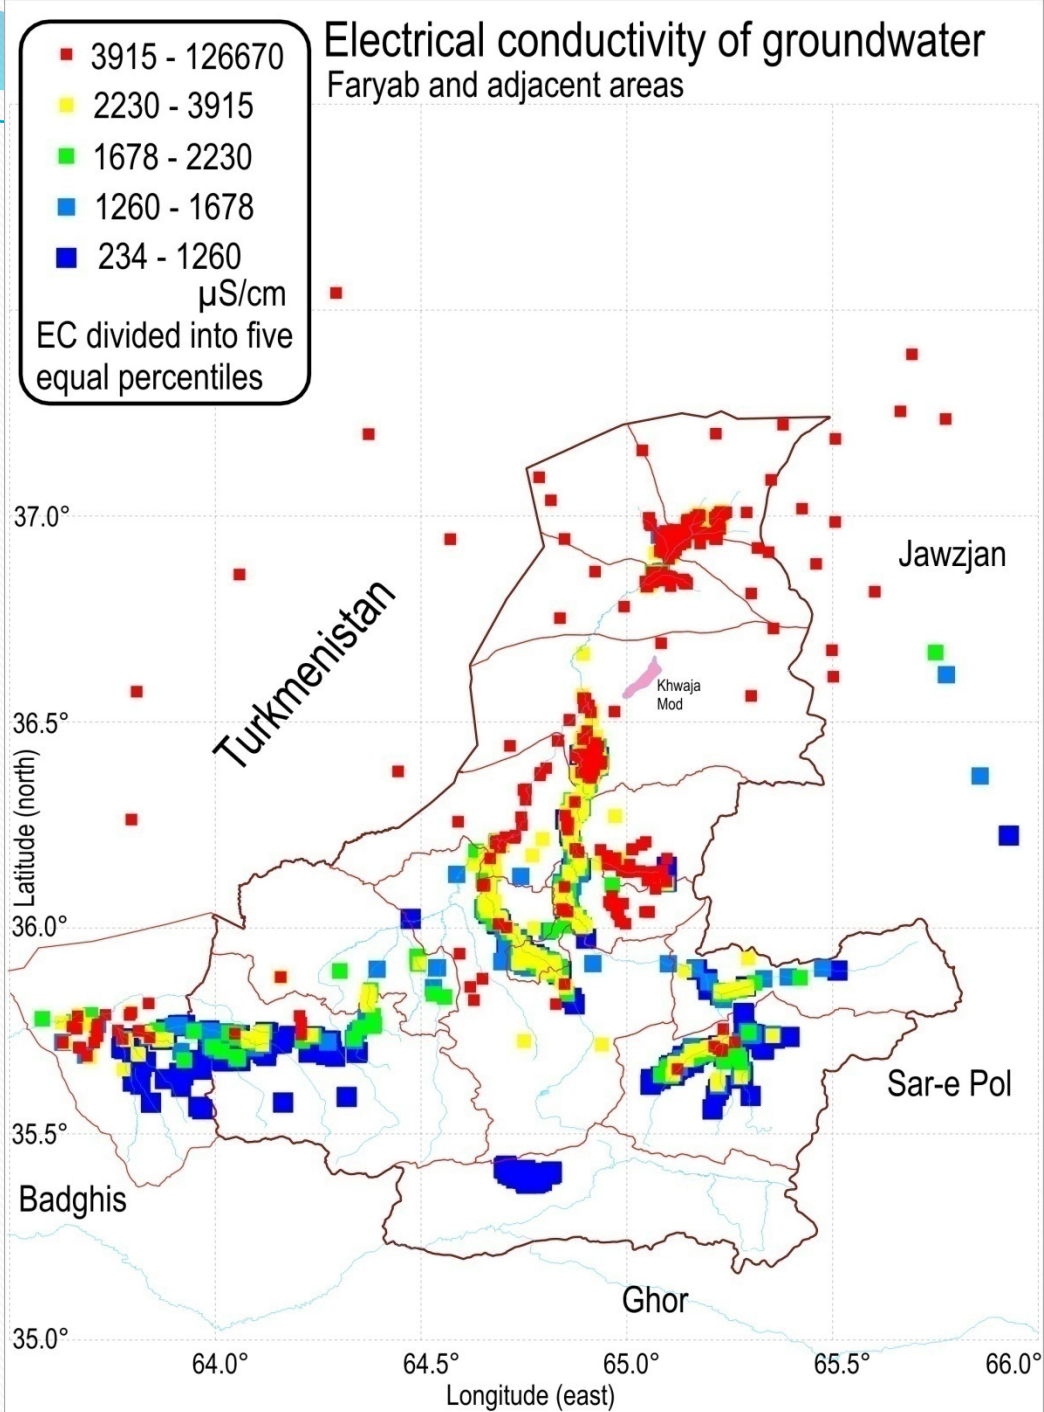 Electrical conductivity of groundwater
Faryab and adjacent areas
3915 - 126670
2230 - 3915
1678 - 2230
1260 - 1678
234 - 1260
µS/cm
EC divided into five
equal percentiles
37.0°
Jawzjan
Turkmenistan
Khwaja
Mod
36.5°
Latitude (north)
36.0°
Sar-e Pol
35.5°
Badghis
Ghor
35.0°
64.0°
64.5°
65.0°
65.5°
66.0°
Longitude (east)